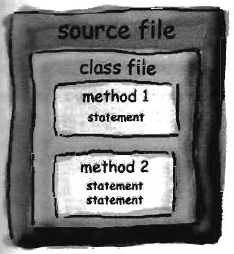 source file
class file
method 1
statement
method 2
statement
statement